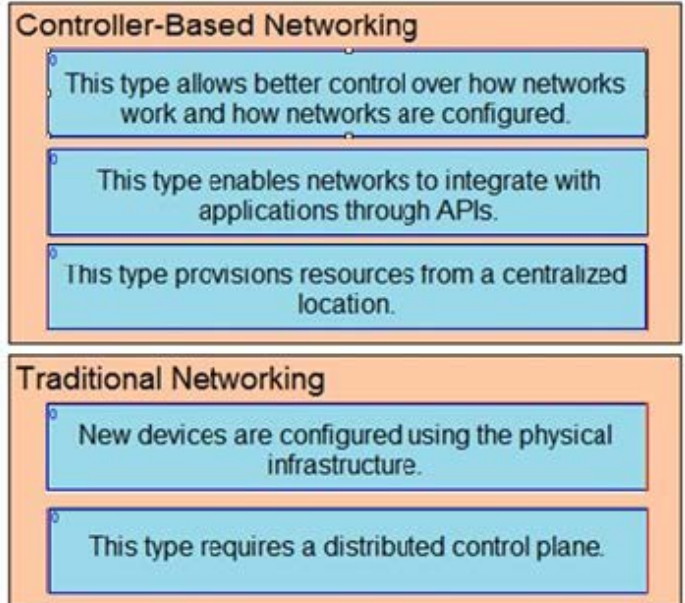 Controller-Based Networking
This type allows better control over how networks
work and how networks are configured.
This type enables networks to integrate with
applications through APIs.
This type provisions resources from a centralized
location.
Traditional Networking
New devices are configured using the physical
infrastructure.
This type requires a distributed control plane.